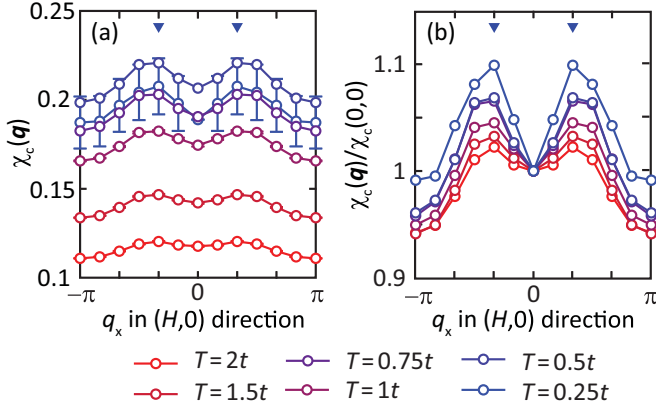 (a)
(b)
0.25
0.2
0.15
0.1
χc(q)
−π
0
π
qx in (H,0) direction
1.1
1
0.9
χc(q)/χc(0,0)
−π
0
π
qx in (H,0) direction
T=2t
T=0.75t
T=0.5t
T=1.5t
T=1t
T=0.25t